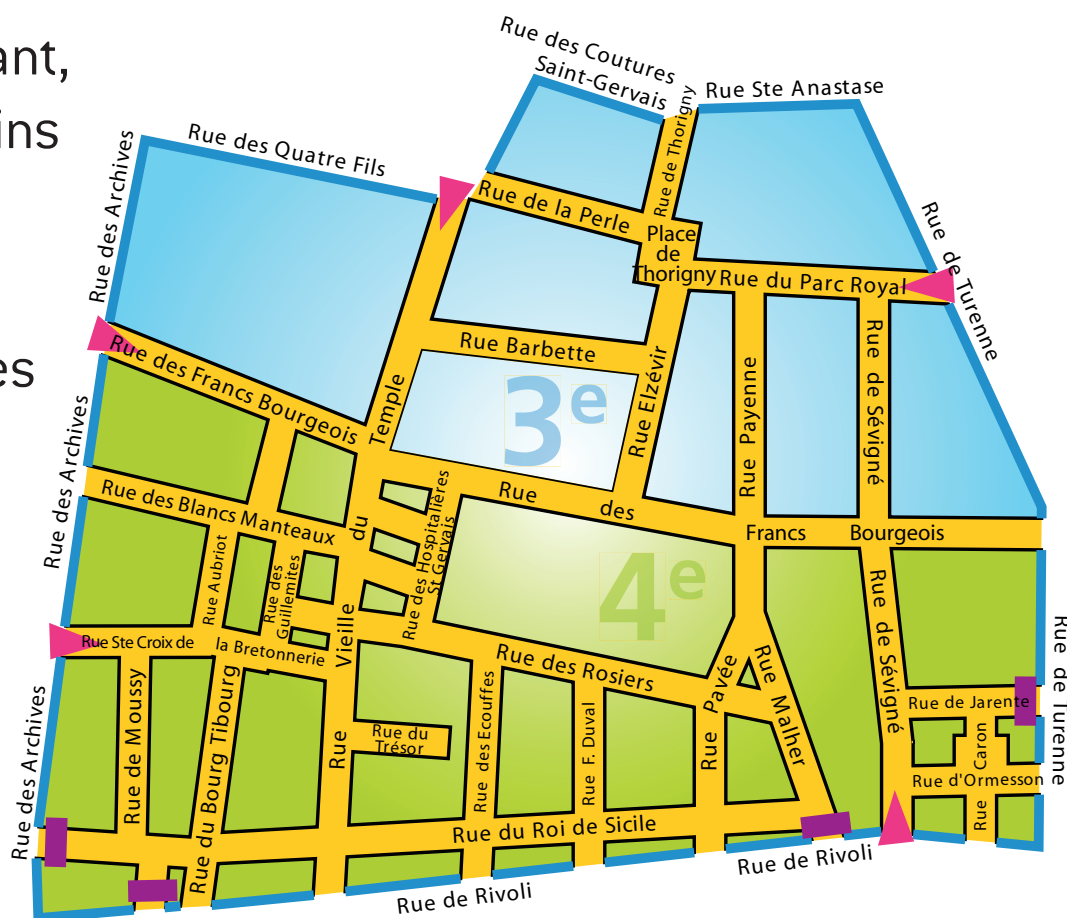 ant,
ins
es
Rue des Coutures
Saint-Gervais
Rue de Thorigny
Rue Ste Anastase
Rue des Quatre Fils
Rue des Archives
Rue de la Perle
Place
de
Thorigny
Rue du Parc Royal
Rue de Turenne
Rue des Francs Bourgeois
Temple
Rue Barbette
3e
Rue Elzévir
Rue Payenne
Rue de Sévigné
Rue des Archives
Rue des Blancs Manteaux
du
Rue des Hospitalières
St Gervais
Rue des
Francs Bourgeois
4e
Rue Aubriot
Rue des
Guillemites
Vieille
Rue Ste Croix de la Bretonnerie
Rue des Rosiers
Rue Pavée
Rue Malher
Rue de Sévigné
Rue de Turenne
Rue de Jarente
Rue des Archives
Rue de Moussy
Rue du Bourg Tibourg
Rue
Rue du
Trésor
Rue des Ecouffes
Rue F. Duval
Rue Caron
Rue d'Ormesson
Rue du Roi de Sicile
Rue de Rivoli
Rue de Rivoli